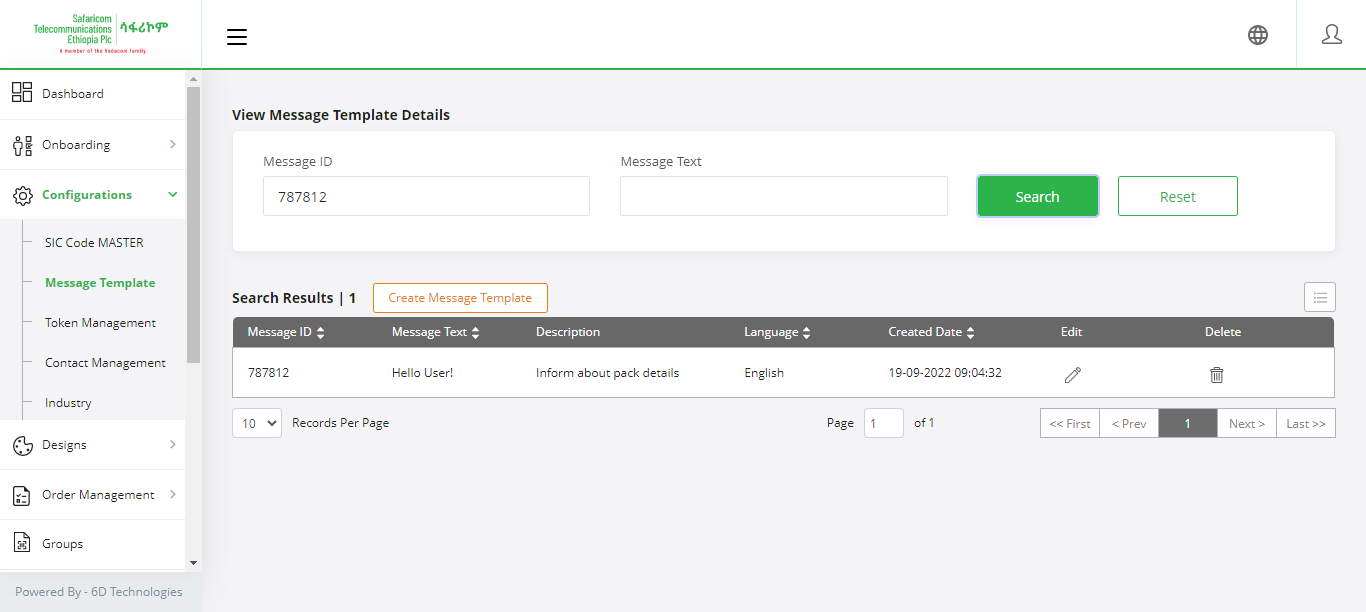 Safaricom
Telecommunications
Ethiopia Plc
ሳፋሪኮም
A member of the Vodacom family
Dashboard
Onboarding
Configurations
SIC Code MASTER
Message Template
Token Management
Contact Management
Industry
Designs
Order Management
Groups
Powered By - 6D Technologies
View Message Template Details
Message ID Message Text
787812 Search Reset
Search Results | 1 Create Message Template
Message ID Message Text Description Language Created Date Edit Delete
787812 Hello User! Inform about pack details English 19-09-2022 09:04:32
10 Records Per Page Page 1 of 1 << First < Prev 1 Next > Last >>